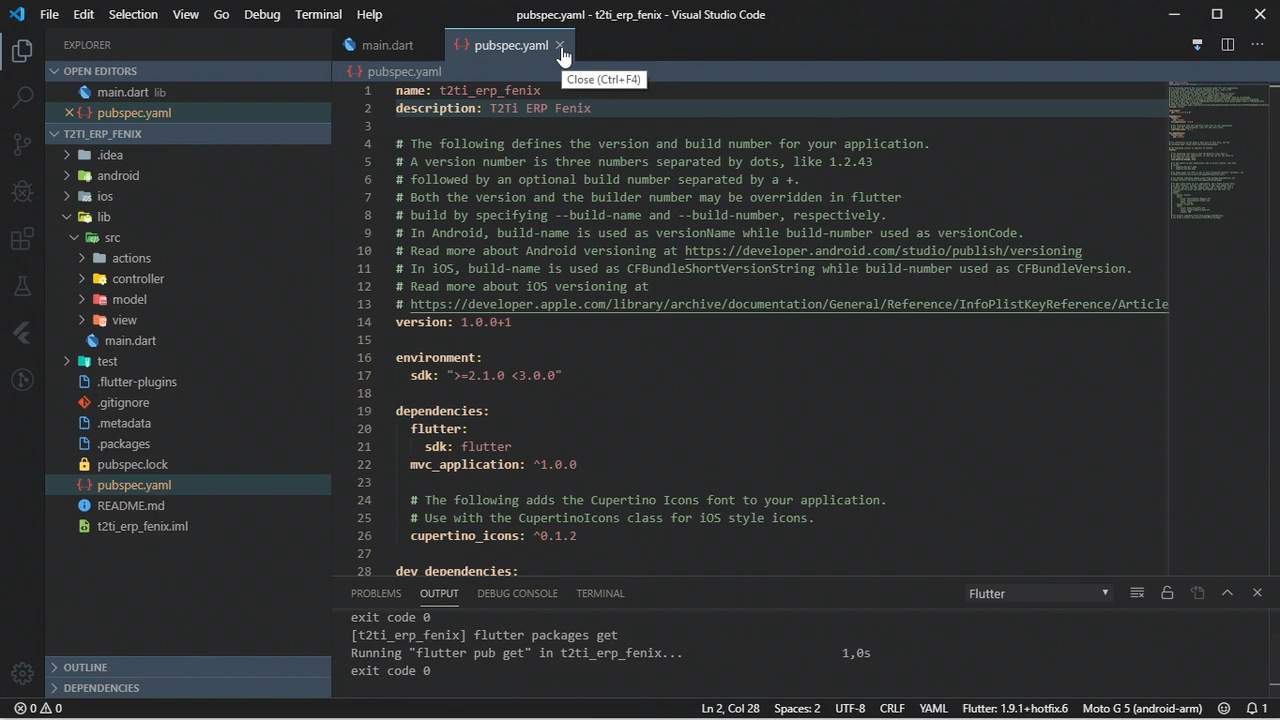 File Edit Selection View Go Debug Terminal Help
pubspec.yaml - t2ti_erp_fenix - Visual Studio Code
EXPLORER
OPEN EDITORS
main.dart lib
pubspec.yaml
T2TI_ERP_FENIX
.idea
android
ios
lib
src
actions
controller
model
view
main.dart
test
.flutter-plugins
.gitignore
.metadata
.packages
pubspec.lock
pubspec.yaml
README.md
t2ti_erp_fenix.iml
OUTLINE
DEPENDENCIES
main.dart
pubspec.yaml
Close (Ctrl+F4)
pubspec.yaml
1 name: t2ti_erp_fenix
2 description: T2Ti ERP Fenix
3
4 # The following defines the version and build number for your application.
5 # A version number is three numbers separated by dots, like 1.2.43
6 # followed by an optional build number separated by a +.
7 # Both the version and the builder number may be overridden in flutter
8 # build by specifying --build-name and --build-number, respectively.
9 # In Android, build-name is used as versionName while build-number used as versionCode.
10 # Read more about Android versioning at https://developer.android.com/studio/publish/versioning
11 # In iOS, build-name is used as CFBundleShortVersionString while build-number used as CFBundleVersion.
12 # Read more about iOS versioning at
13 # https://developer.apple.com/library/archive/documentation/General/Reference/InfoPlistKeyReference/Article
14 version: 1.0.0+1
15
16 environment:
17 sdk: ">=2.1.0 <3.0.0"
18
19 dependencies:
20 flutter:
21 sdk: flutter
22 mvc_application: ^1.0.0
23
24 # The following adds the Cupertino Icons font to your application.
25 # Use with the CupertinoIcons class for iOS style icons.
26 cupertino_icons: ^0.1.2
27
28 dev_dependencies:
PROBLEMS OUTPUT DEBUG CONSOLE TERMINAL
Flutter
exit code 0
[t2ti_erp_fenix] flutter packages get
Running "flutter pub get" in t2ti_erp_fenix... 1,0s
exit code 0
0 0
Ln 2, Col 28 Spaces: 2 UTF-8 CRLF YAML Flutter: 1.9.1+hotfix.6 Moto G 5 (android-arm) 1